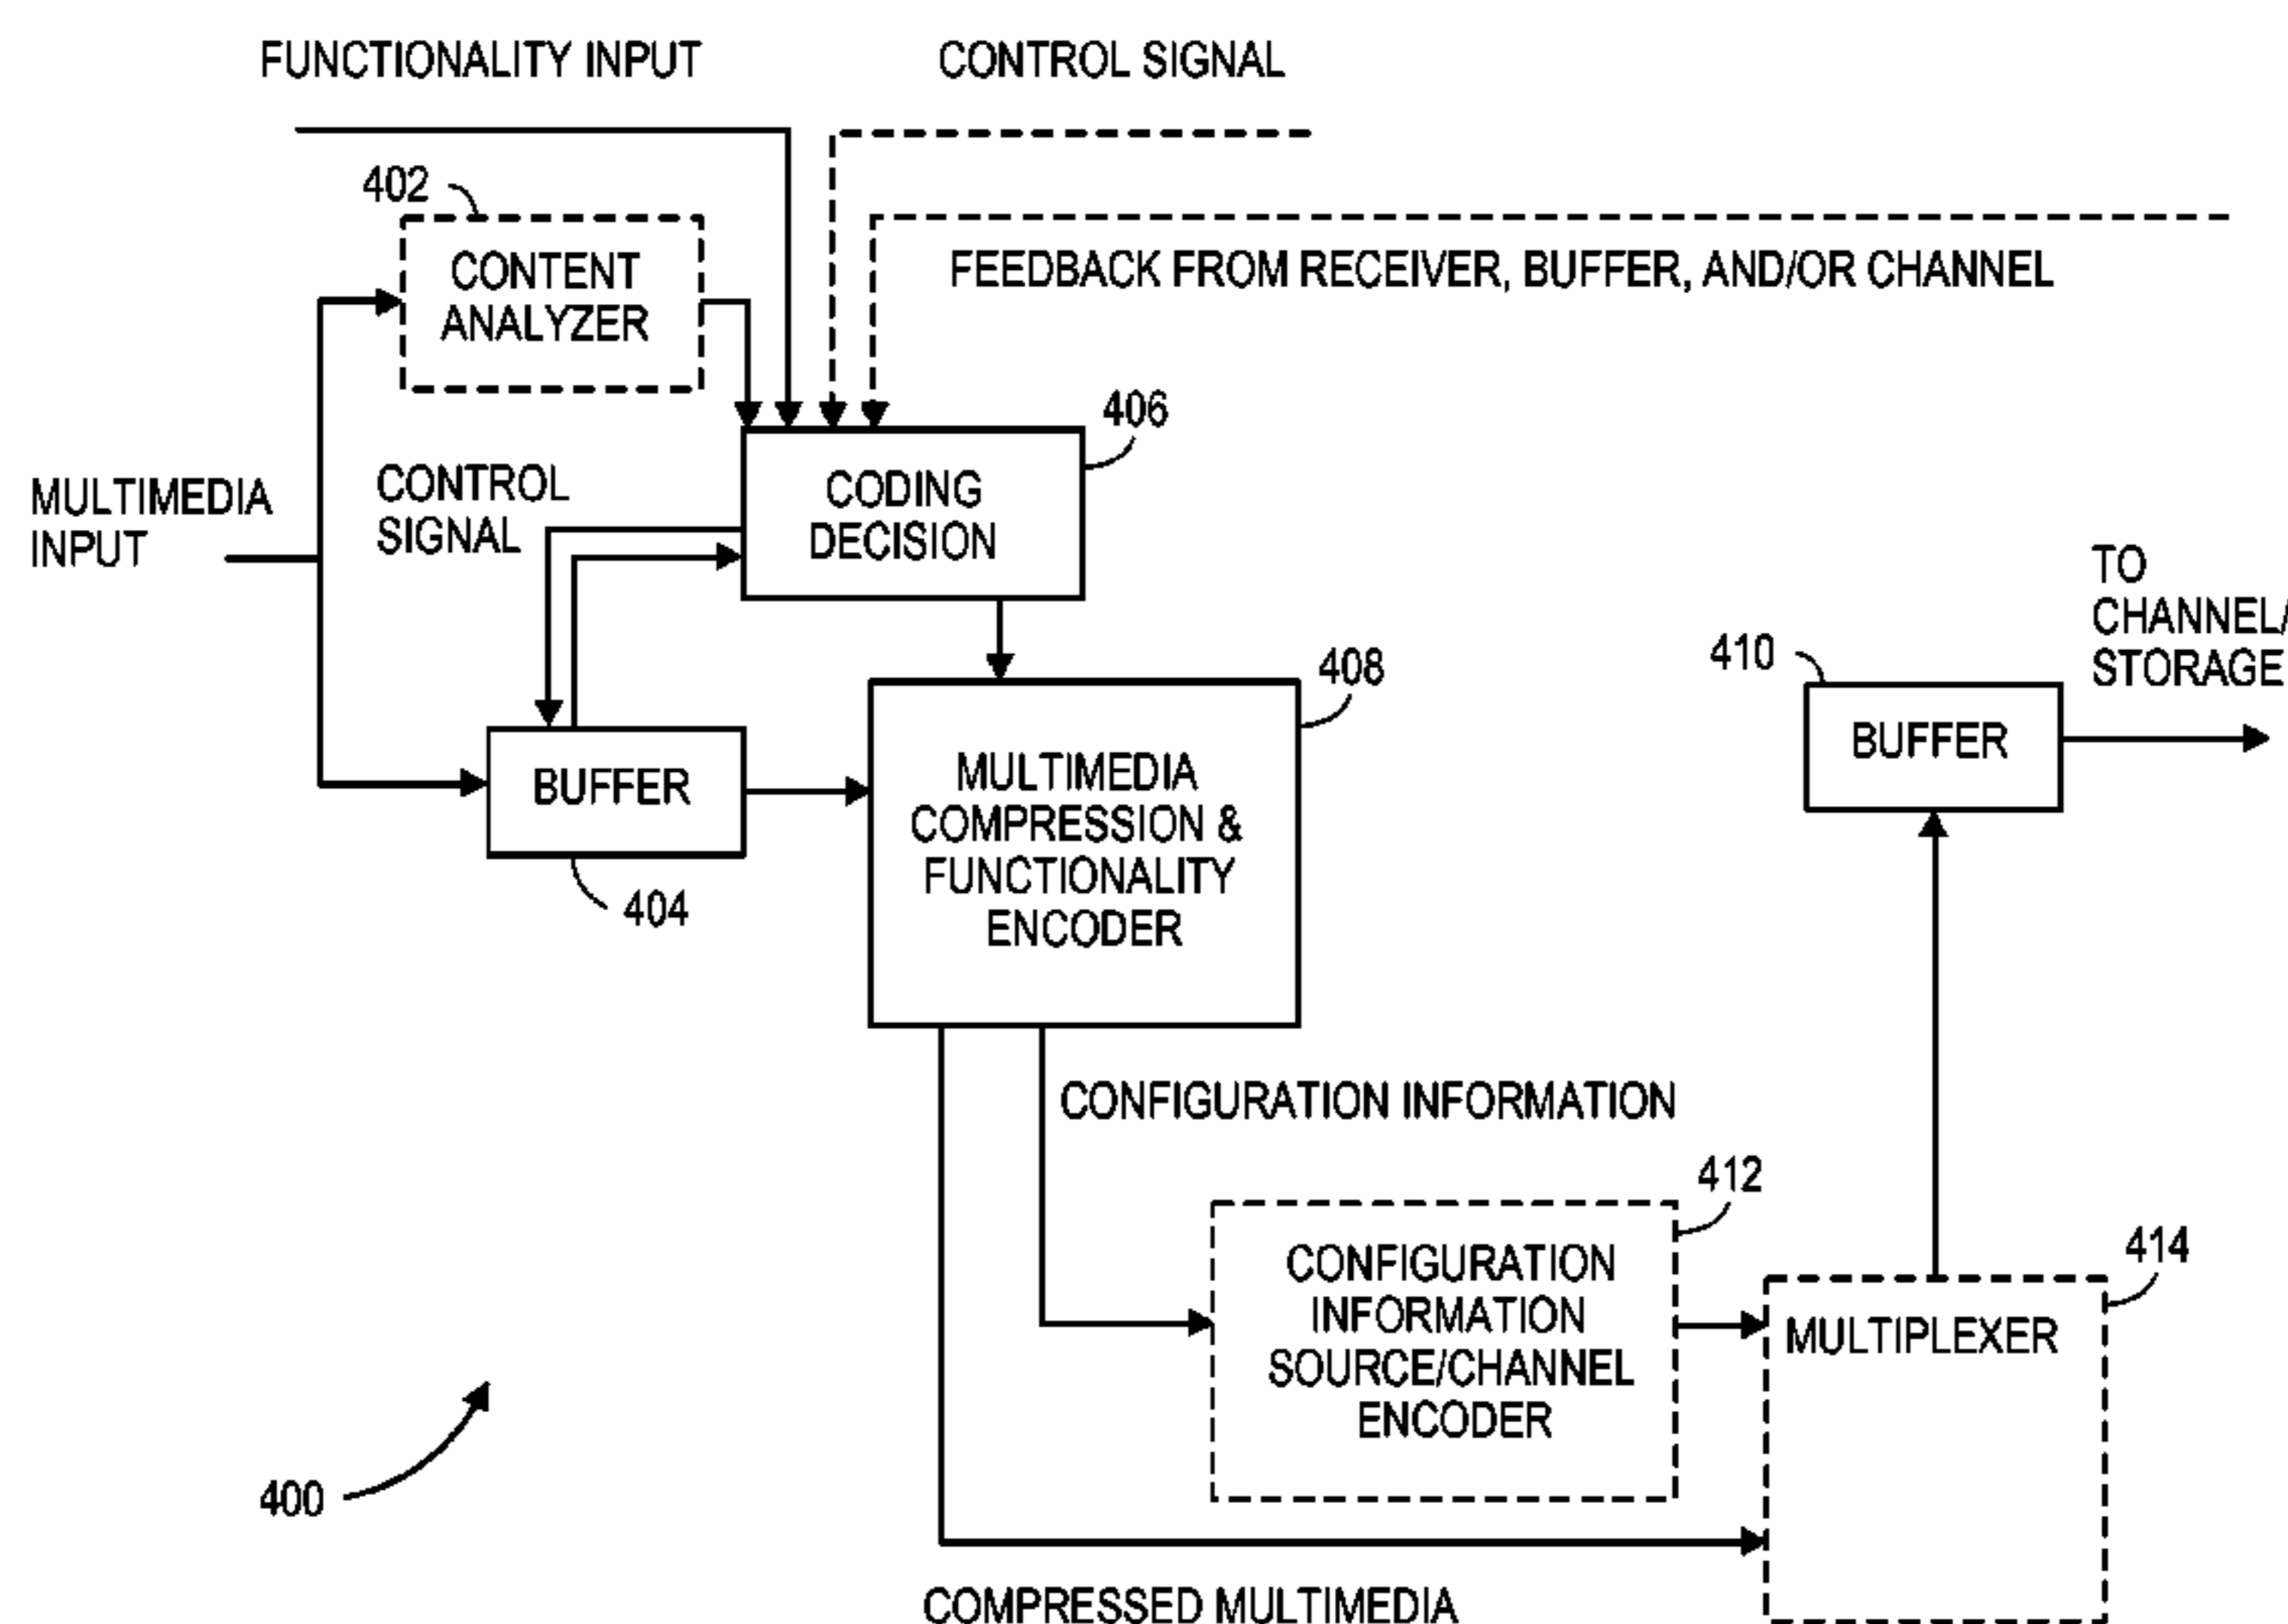 FUNCTIONALITY INPUT
CONTROL SIGNAL
402
CONTENT
ANALYZER
FEEDBACK FROM RECEIVER, BUFFER, AND/OR CHANNEL
406
MULTIMEDIA
INPUT
CONTROL
SIGNAL
CODING
DECISION
TO
CHANNEL/
STORAGE
408
410
BUFFER
BUFFER
404
MULTIMEDIA
COMPRESSION &
FUNCTIONALITY
ENCODER
CONFIGURATION INFORMATION
412
414
CONFIGURATION
INFORMATION
SOURCE/CHANNEL
ENCODER
MULTIPLEXER
400
COMPRESSED MULTIMEDIA